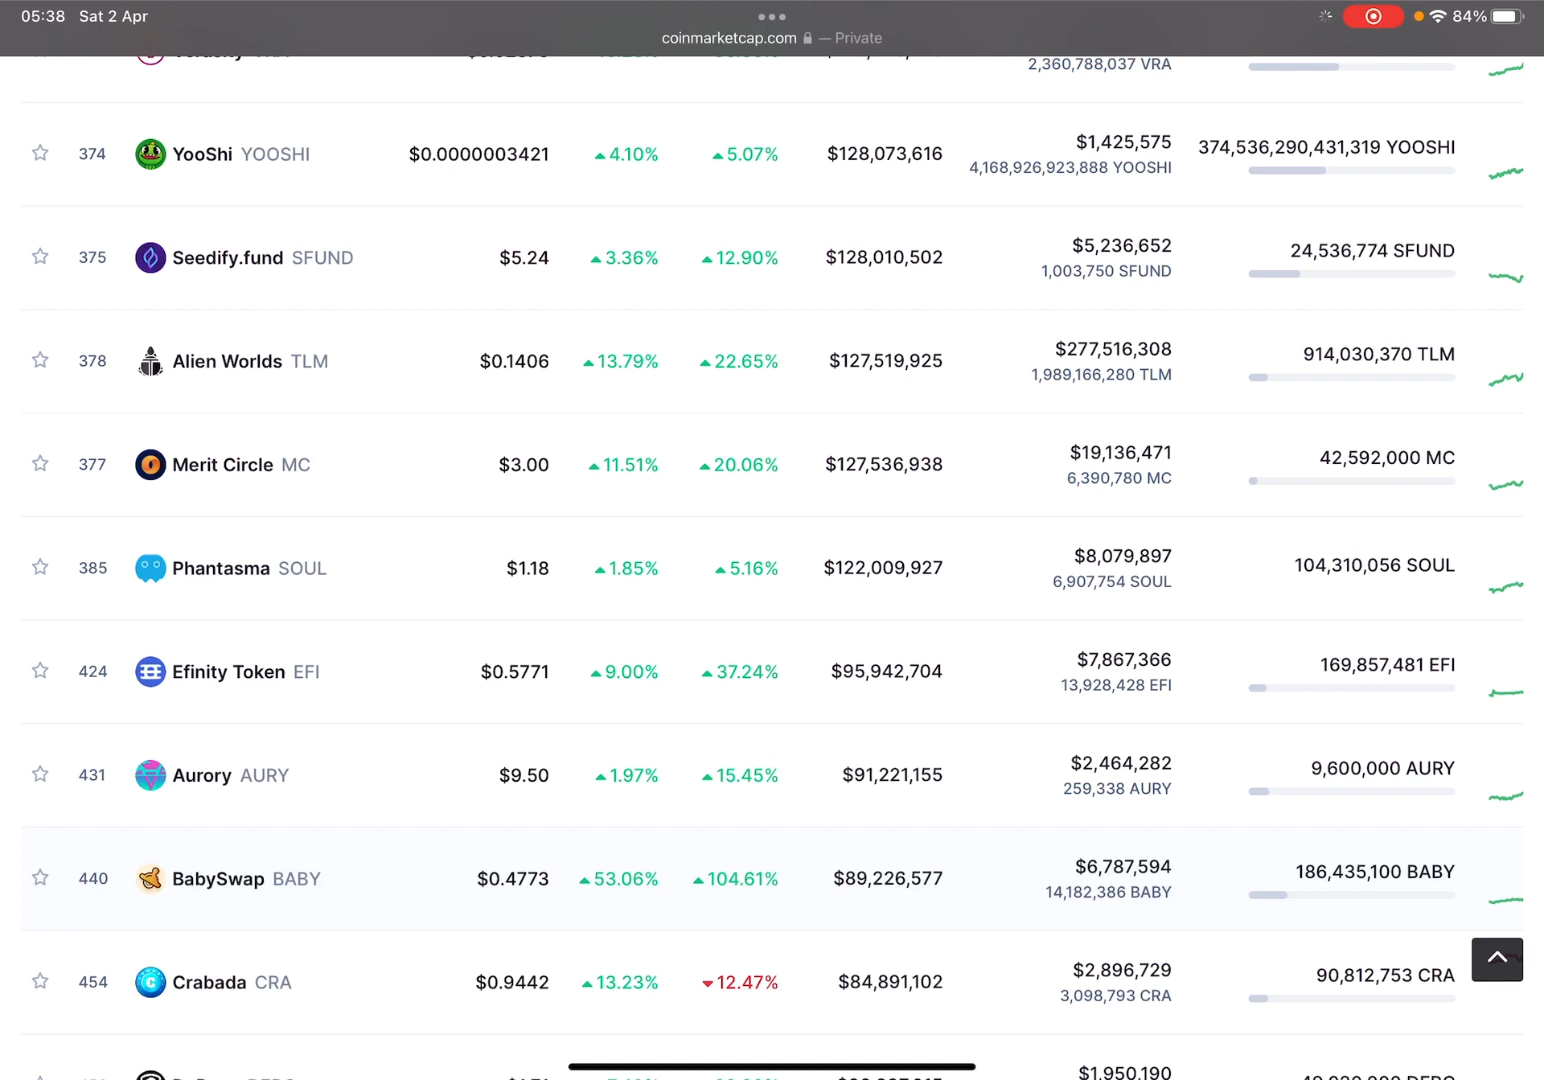 05:38 Sat 2 Apr
84%
coinmarketcap.com — Private
2,360,788,037 VRA
374 YooShi YOOSHI $0.0000003421 4.10% 5.07% $128,073,616 $1,425,575 374,536,290,431,319 YOOSHI
4,168,926,923,888 YOOSHI
375 Seedify.fund SFUND $5.24 3.36% 12.90% $128,010,502 $5,236,652 24,536,774 SFUND
1,003,750 SFUND
378 Alien Worlds TLM $0.1406 13.79% 22.65% $127,519,925 $277,516,308 914,030,370 TLM
1,989,166,280 TLM
377 Merit Circle MC $3.00 11.51% 20.06% $127,536,938 $19,136,471 42,592,000 MC
6,390,780 MC
385 Phantasma SOUL $1.18 1.85% 5.16% $122,009,927 $8,079,897 104,310,056 SOUL
6,907,754 SOUL
424 Efinity Token EFI $0.5771 9.00% 37.24% $95,942,704 $7,867,366 169,857,481 EFI
13,928,428 EFI
431 Aurory AURY $9.50 1.97% 15.45% $91,221,155 $2,464,282 9,600,000 AURY
259,338 AURY
440 BabySwap BABY $0.4773 53.06% 104.61% $89,226,577 $6,787,594 186,435,100 BABY
14,182,386 BABY
454 Crabada CRA $0.9442 13.23% 12.47% $84,891,102 $2,896,729 90,812,753 CRA
3,098,793 CRA
$1,950,190